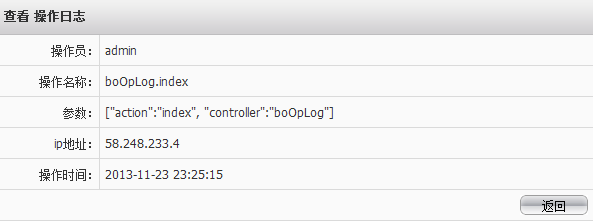 查看 操作日志
操作员： admin
操作名称： boOpLog.index
参数： ["action":"index", "controller":"boOpLog"]
ip地址： 58.248.233.4
操作时间： 2013-11-23 23:25:15
返回